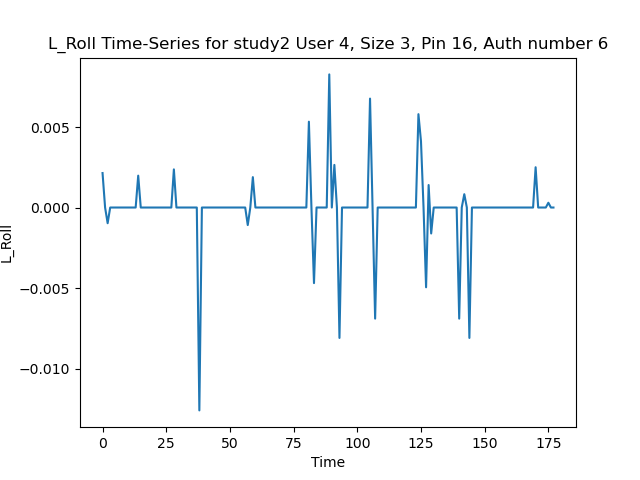 L_Roll Time-Series for study2 User 4, Size 3, Pin 16, Auth number 6
0.005
0.000
−0.005
−0.010
L_Roll
0 25 50 75 100 125 150 175
Time